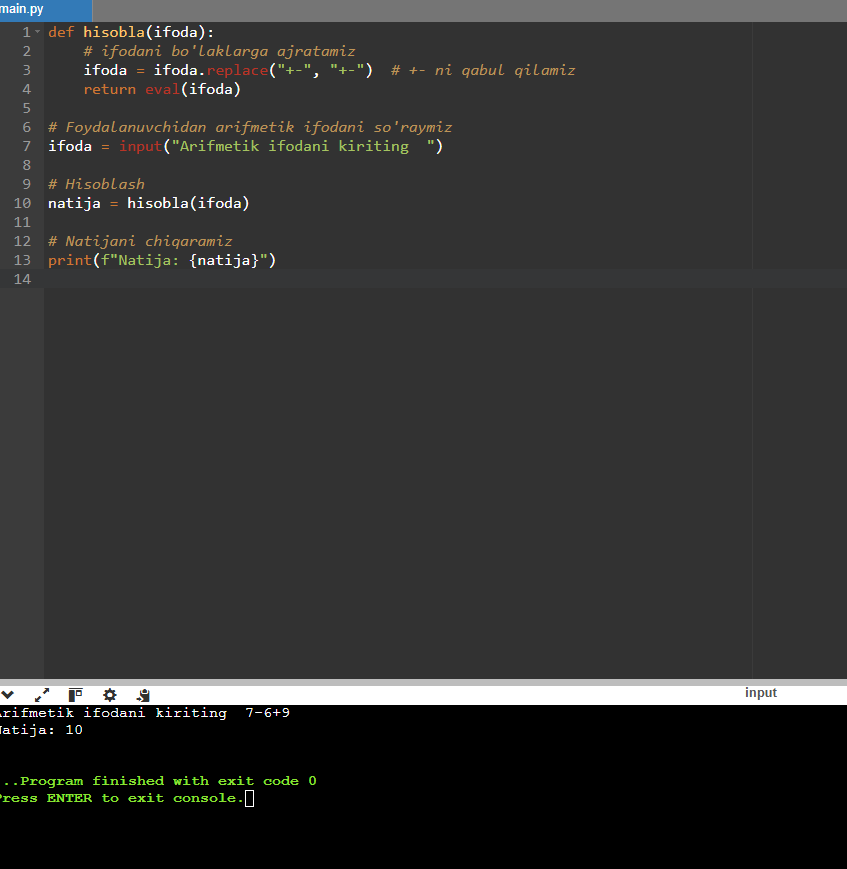 main.py
1 def hisobla(ifoda):
2     # ifodani bo'laklarga ajratamiz
3     ifoda = ifoda.replace("+-", "+-")  # +- ni qabul qilamiz
4     return eval(ifoda)
5
6 # Foydalanuvchidan arifmetik ifodani so'raymiz
7 ifoda = input("Arifmetik ifodani kiriting  ")
8
9 # Hisoblash
10 natija = hisobla(ifoda)
11
12 # Natijani chiqaramiz
13 print(f"Natija: {natija}")
14
input
Arifmetik ifodani kiriting  7-6+9
Natija: 10
...Program finished with exit code 0
Press ENTER to exit console.